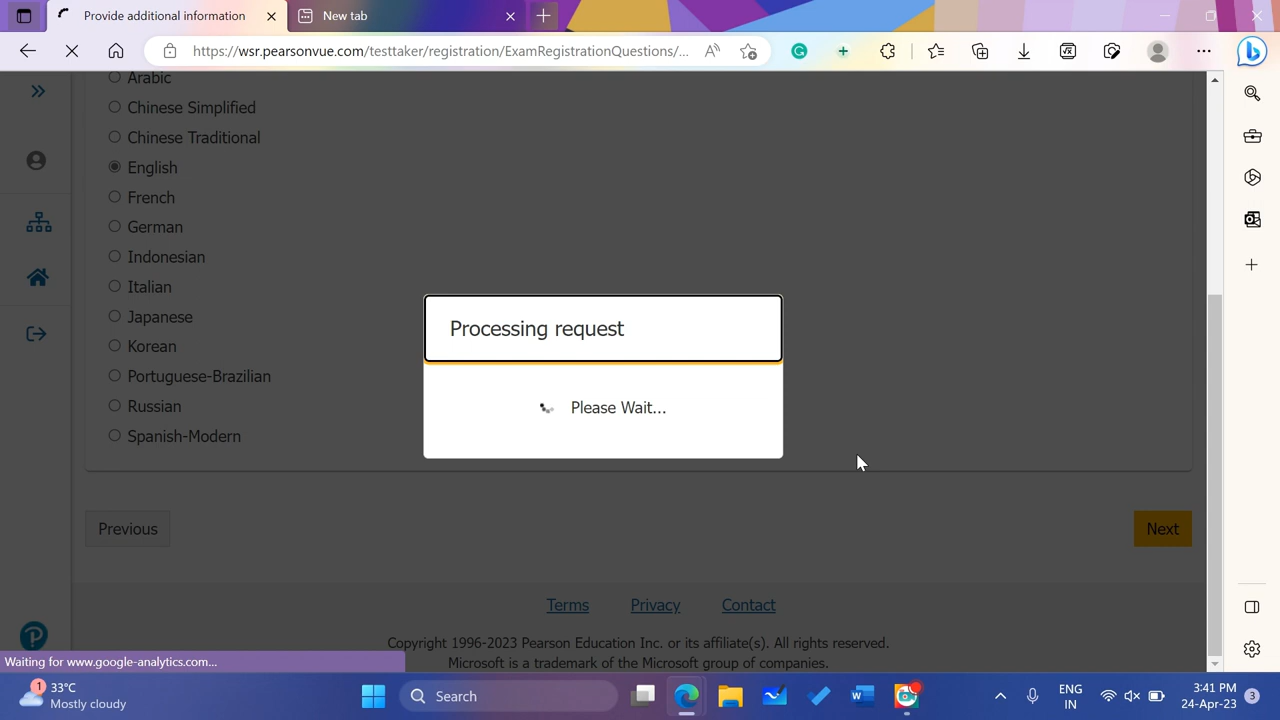 Provide additional information
New tab
https://wsr.pearsonvue.com/testtaker/registration/ExamRegistrationQuestions/...
Arabic
Chinese Simplified
Chinese Traditional
English
French
German
Indonesian
Italian
Japanese
Korean
Portuguese-Brazilian
Russian
Spanish-Modern
Processing request
Please Wait...
Previous
Next
Terms Privacy Contact
Copyright 1996-2023 Pearson Education Inc. or its affiliate(s). All rights reserved.
Microsoft is a trademark of the Microsoft group of companies.
Waiting for www.google-analytics.com...
1
33°C
Mostly cloudy
Search
ENG
IN
3:41 PM
24-Apr-23
3